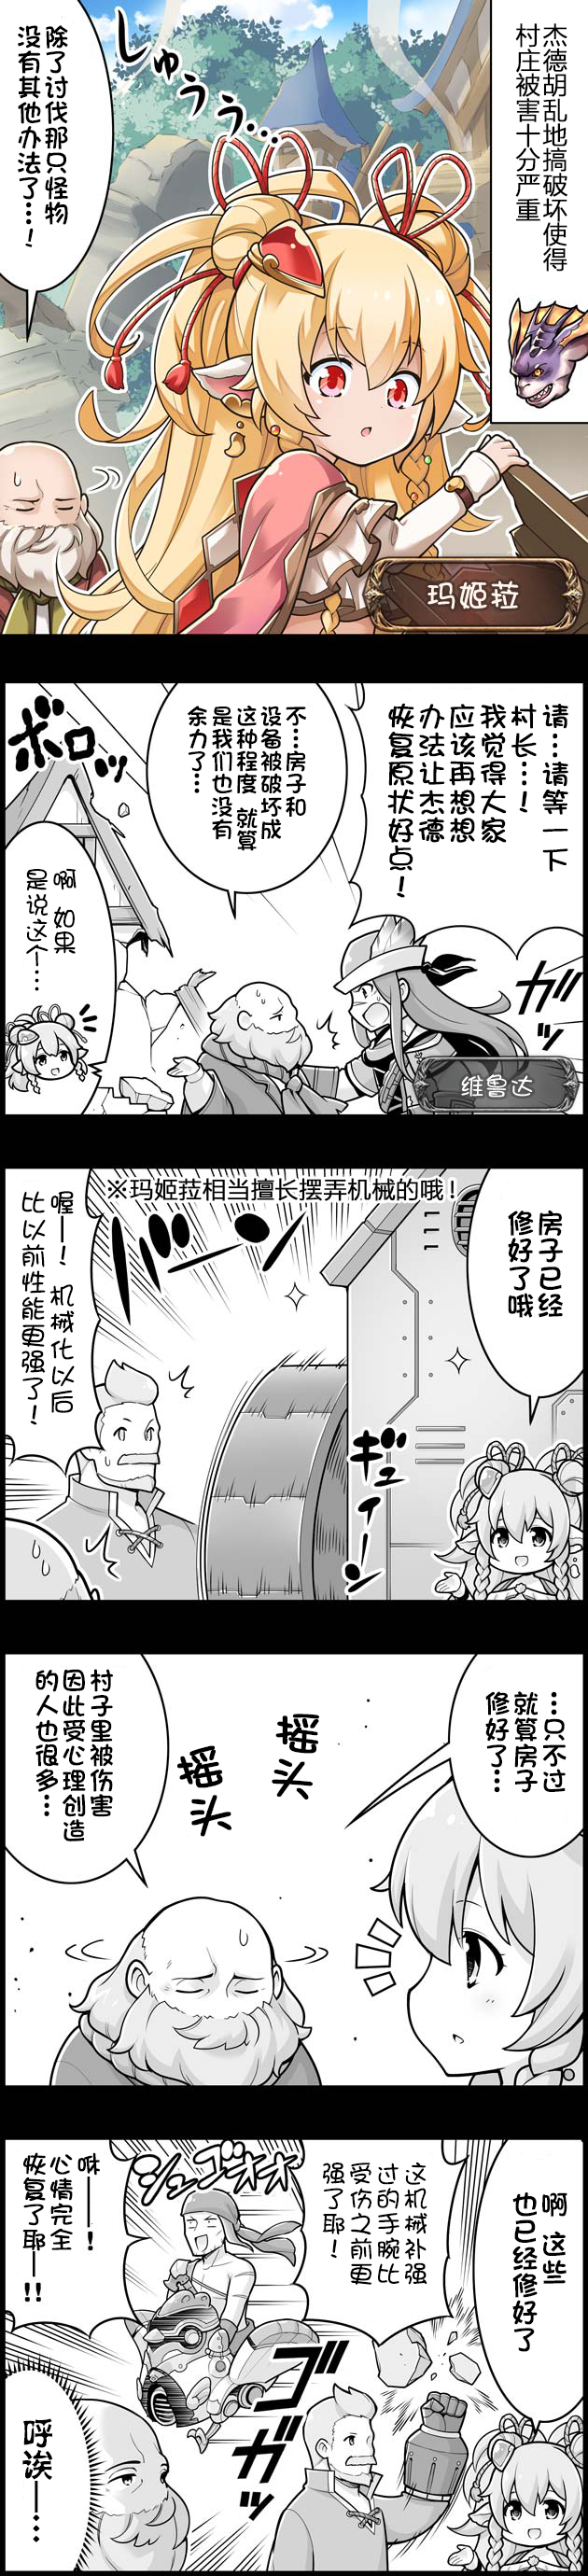 杰德胡乱地搞破坏使得
村庄被害十分严重
しゅうぅ…
除了讨伐那只怪物
没有其他办法了…！
玛姬菈
请…请等一下
村长…！
我觉得大家
应该再想想
办法让杰德
恢复原状好点！
不…房子和
设备被破坏成
这种程度 就算
是我们也没有
余力了…
ボロッ
ガッ
啊 如果
是说这个…
维鲁达
※玛姬菈相当擅长摆弄机械的哦！
房子已经
修好了哦
バーン
喔—！ 机械化以后
比以前性能更强了！
ギュイーン
…只不过
就算房子
修好了…
摇头
摇头
村子里被伤害
因此受心理创造
的人也很多…
啊 这些
也已经修好了
这机械补强
过的手腕比
受伤之前更
强了耶！
シュゴオオ
咻——！
心情完全
恢复了耶—!!
ゴガッ
呼诶—…